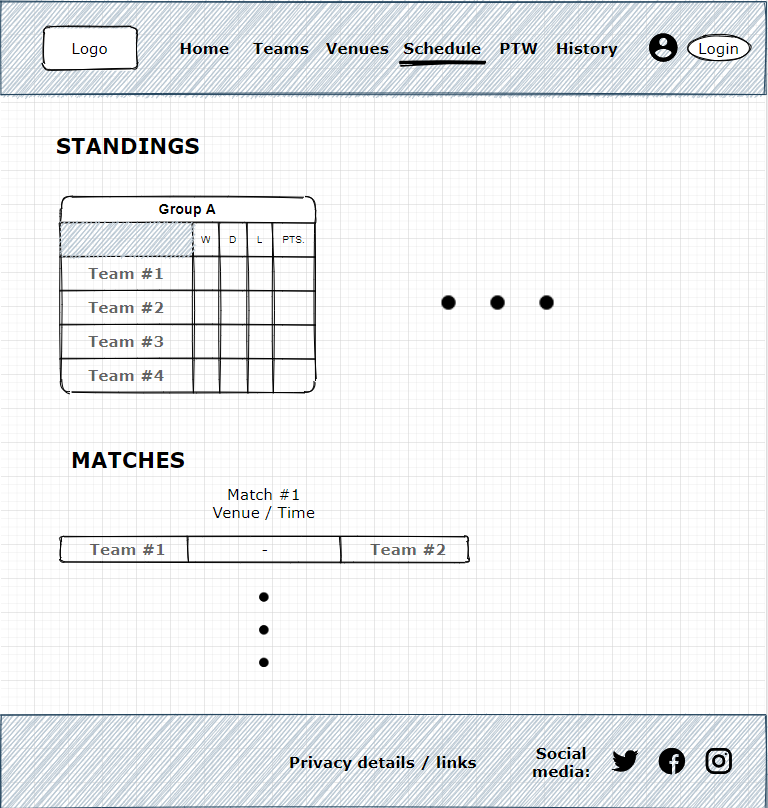 Logo Home Teams Venues Schedule PTW History Login
STANDINGS
Group A
W D L PTS.
Team #1
Team #2
Team #3
Team #4
MATCHES
Match #1
Venue / Time
Team #1 - Team #2
Privacy details / links
Social
media: